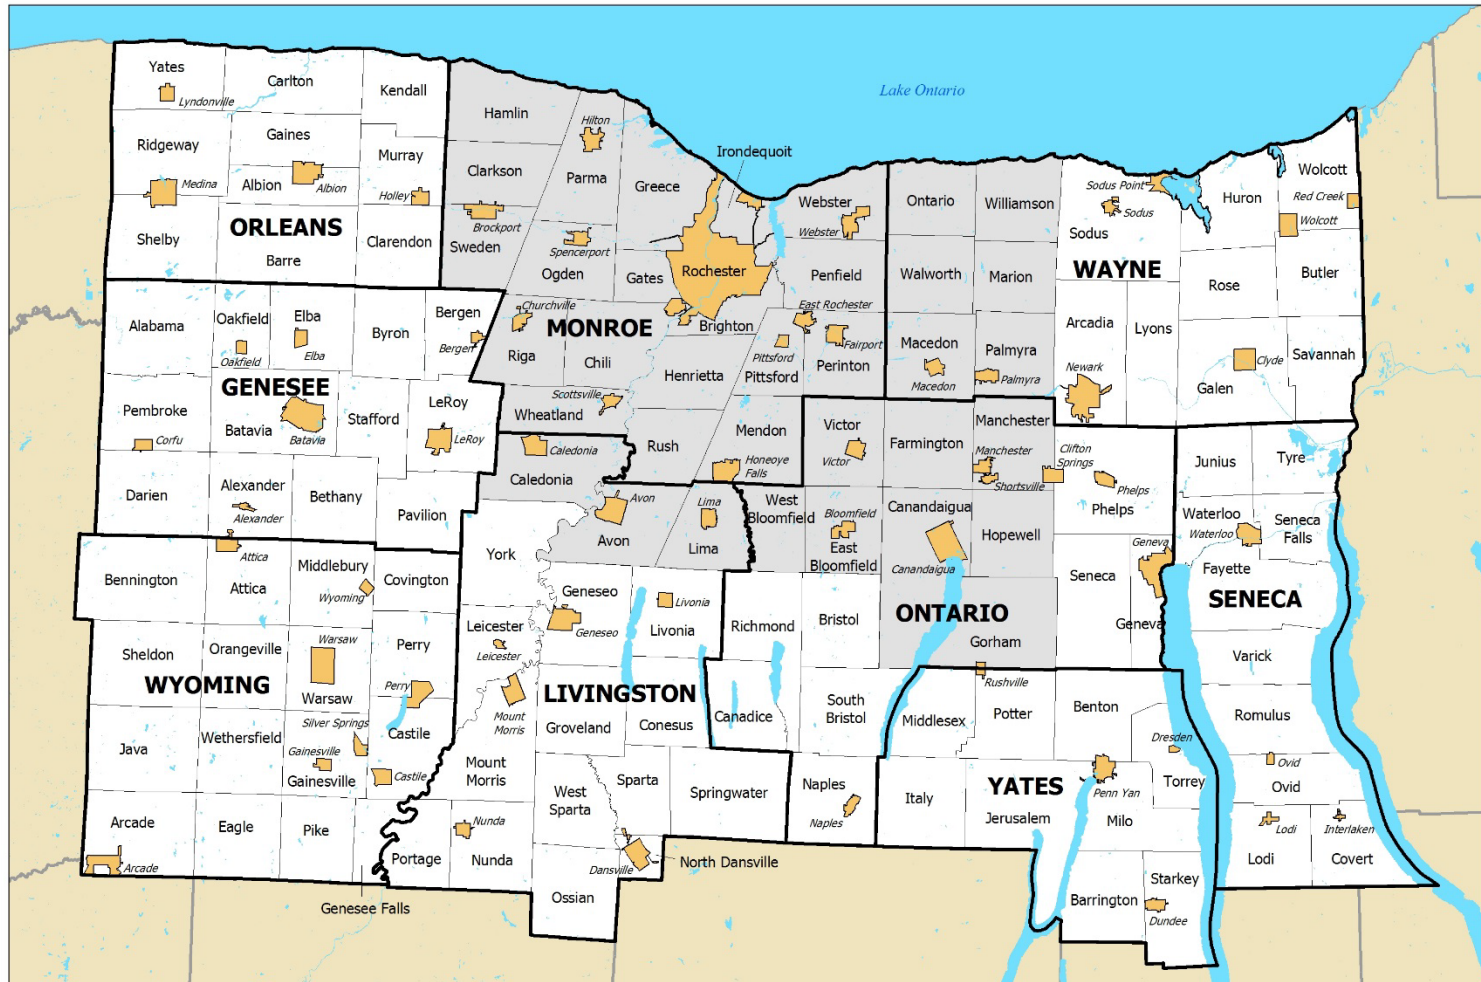 Lake Ontario
Yates
Lyndonville
Carlton
Kendall
Ridgeway
Gaines
Murray
Medina
Albion
Albion
Holley
ORLEANS
Shelby
Barre
Clarendon
Hamlin
Hilton
Irondequoit
Clarkson
Parma
Greece
Webster
Webster
Brockport
Sweden
Spencerport
Ogden
Gates
Rochester
Penfield
East Rochester
Churchville
MONROE
Brighton
Riga
Chili
Pittsford
Pittsford
Fairport
Perinton
Henrietta
Scottsville
Wheatland
Rush
Mendon
Honeoye
Falls
Ontario
Williamson
Sodus Point
Sodus
Sodus
Huron
Wolcott
Red Creek
Wolcott
Walworth
Marion
WAYNE
Rose
Butler
Macedon
Macedon
Palmyra
Palmyra
Arcadia
Newark
Lyons
Clyde
Galen
Savannah
Alabama
Oakfield
Oakfield
Elba
Elba
Byron
Bergen
Bergen
GENESEE
Pembroke
Corfu
Batavia
Batavia
Stafford
LeRoy
LeRoy
Darien
Alexander
Alexander
Bethany
Pavilion
Caledonia
Caledonia
Avon
Avon
Lima
Lima
West
Bloomfield
Bloomfield
East
Bloomfield
Victor
Victor
Farmington
Manchester
Manchester
Shortsville
Clifton
Springs
Phelps
Phelps
Canandaigua
Canandaigua
Hopewell
Seneca
Geneva
Geneva
ONTARIO
Gorham
Rushville
Junius
Tyre
Waterloo
Waterloo
Seneca
Falls
Fayette
SENECA
Varick
Romulus
Ovid
Ovid
Lodi
Lodi
Interlaken
Covert
Bennington
Attica
Attica
Middlebury
Wyoming
Covington
Sheldon
Orangeville
Warsaw
Warsaw
Perry
Perry
WYOMING
Silver Springs
Java
Wethersfield
Gainesville
Gainesville
Castile
Castile
Arcade
Arcade
Eagle
Pike
Genesee Falls
York
Geneseo
Geneseo
Livonia
Livonia
Leicester
Leicester
LIVINGSTON
Mount
Morris
Groveland
Conesus
Mount
Morris
West
Sparta
Sparta
Springwater
Nunda
Nunda
Portage
Dansville
North Dansville
Ossian
Richmond
Bristol
Canadice
South
Bristol
Naples
Naples
Middlesex
Potter
Benton
Dresden
Torrey
YATES
Italy
Jerusalem
Penn Yan
Milo
Barrington
Starkey
Dundee